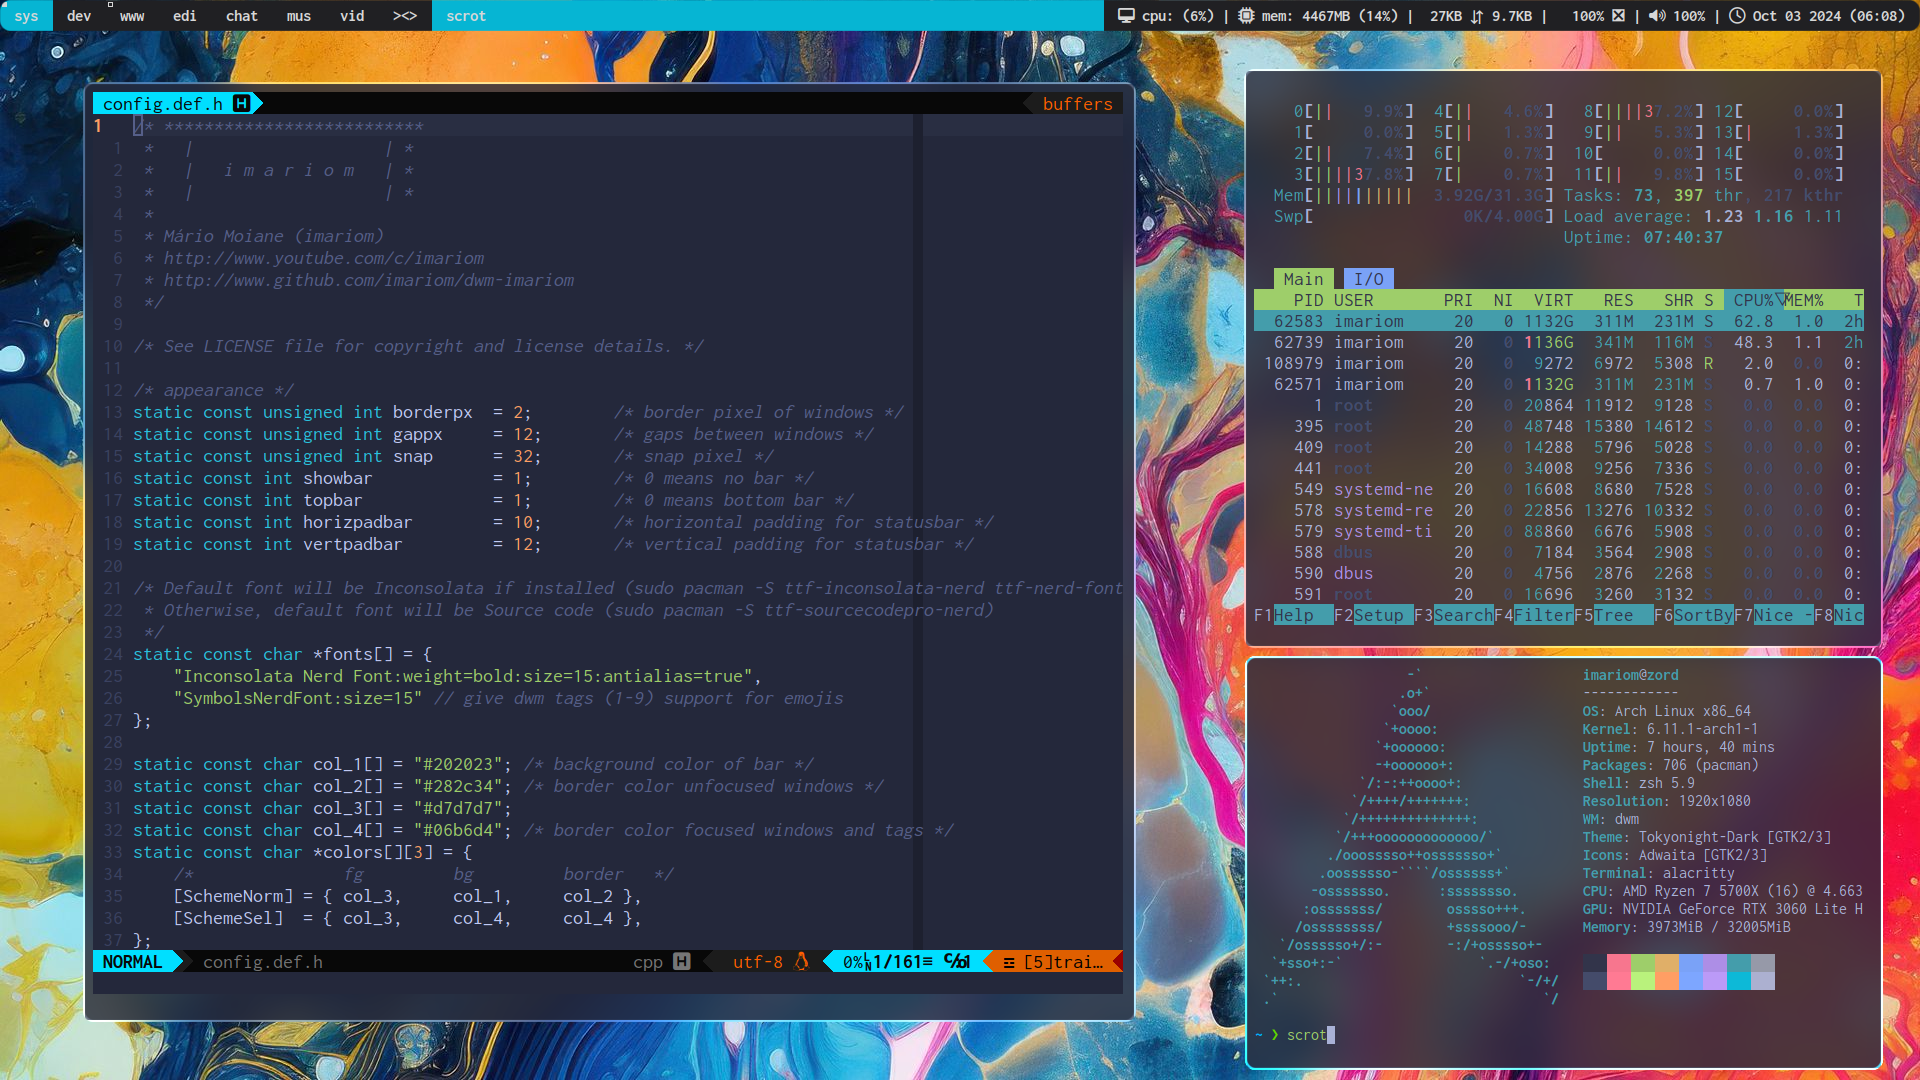 sys dev www edi chat mus vid ><> scrot cpu: (6%) | mem: 4467MB (14%) | 27KB 9.7KB | 100% | 100% | Oct 03 2024 (06:08)
config.def.h H buffers
1 /* **************************
1 * | | *
2 * | i m a r i o m | *
3 * | | *
4 *
5 * Mário Moiane (imariom)
6 * http://www.youtube.com/c/imariom
7 * http://www.github.com/imariom/dwm-imariom
8 */
9
10 /* See LICENSE file for copyright and license details. */
11
12 /* appearance */
13 static const unsigned int borderpx = 2; /* border pixel of windows */
14 static const unsigned int gappx = 12; /* gaps between windows */
15 static const unsigned int snap = 32; /* snap pixel */
16 static const int showbar = 1; /* 0 means no bar */
17 static const int topbar = 1; /* 0 means bottom bar */
18 static const int horizpadbar = 10; /* horizontal padding for statusbar */
19 static const int vertpadbar = 12; /* vertical padding for statusbar */
20
21 /* Default font will be Inconsolata if installed (sudo pacman -S ttf-inconsolata-nerd ttf-nerd-font
22 * Otherwise, default font will be Source code (sudo pacman -S ttf-sourcecodepro-nerd)
23 */
24 static const char *fonts[] = {
25 "Inconsolata Nerd Font:weight=bold:size=15:antialias=true",
26 "SymbolsNerdFont:size=15" // give dwm tags (1-9) support for emojis
27 };
28
29 static const char col_1[] = "#202023"; /* background color of bar */
30 static const char col_2[] = "#282c34"; /* border color unfocused windows */
31 static const char col_3[] = "#d7d7d7";
32 static const char col_4[] = "#06b6d4"; /* border color focused windows and tags */
33 static const char *colors[][3] = {
34 /* fg bg border */
35 [SchemeNorm] = { col_3, col_1, col_2 },
36 [SchemeSel] = { col_3, col_4, col_4 },
37 };
NORMAL config.def.h cpp H utf-8 0% 1/161 [5]trai…
0[|| 9.9%] 4[|| 4.6%] 8[||||37.2%] 12[ 0.0%]
1[ 0.0%] 5[|| 1.3%] 9[|| 5.3%] 13[| 1.3%]
2[|| 7.4%] 6[| 0.7%] 10[ 0.0%] 14[ 0.0%]
3[||||37.8%] 7[| 0.7%] 11[|| 9.8%] 15[ 0.0%]
Mem[|||||||||| 3.92G/31.3G] Tasks: 73, 397 thr, 217 kthr
Swp[ 0K/4.00G] Load average: 1.23 1.16 1.11
Uptime: 07:40:37
Main I/O
PID USER PRI NI VIRT RES SHR S CPU%▽MEM% T
62583 imariom 20 0 1132G 311M 231M S 62.8 1.0 2h
62739 imariom 20 0 1136G 341M 116M S 48.3 1.1 2h
108979 imariom 20 0 9272 6972 5308 R 2.0 0.0 0:
62571 imariom 20 0 1132G 311M 231M S 0.7 1.0 0:
1 root 20 0 20864 11912 9128 S 0.0 0.0 0:
395 root 20 0 48748 15380 14612 S 0.0 0.0 0:
409 root 20 0 14288 5796 5028 S 0.0 0.0 0:
441 root 20 0 34008 9256 7336 S 0.0 0.0 0:
549 systemd-ne 20 0 16608 8680 7528 S 0.0 0.0 0:
578 systemd-re 20 0 22856 13276 10332 S 0.0 0.0 0:
579 systemd-ti 20 0 88860 6676 5908 S 0.0 0.0 0:
588 dbus 20 0 7184 3564 2908 S 0.0 0.0 0:
590 dbus 20 0 4756 2876 2268 S 0.0 0.0 0:
591 root 20 0 16696 3260 3132 S 0.0 0.0 0:
F1Help F2Setup F3SearchF4FilterF5Tree F6SortByF7Nice -F8Nic
-`
.o+` imariom@zord
`ooo/ ------------
`+oooo: OS: Arch Linux x86_64
`+oooooo: Kernel: 6.11.1-arch1-1
-+oooooo+: Uptime: 7 hours, 40 mins
`/:-:++oooo+: Packages: 706 (pacman)
`/++++/+++++++: Shell: zsh 5.9
`/++++++++++++++: Resolution: 1920x1080
`/+++ooooooooooooo/` WM: dwm
./ooosssso++osssssso+` Theme: Tokyonight-Dark [GTK2/3]
.oossssso-````/ossssss+` Icons: Adwaita [GTK2/3]
-osssssso. :ssssssso. Terminal: alacritty
:osssssss/ osssso+++. CPU: AMD Ryzen 7 5700X (16) @ 4.663
/ossssssss/ +ssssooo/- GPU: NVIDIA GeForce RTX 3060 Lite H
`/ossssso+/:- -:/+osssso+- Memory: 3973MiB / 32005MiB
`+sso+:-` `.-/+oso:
`++:. `-/+/
.` `/
~ ❯ scrot